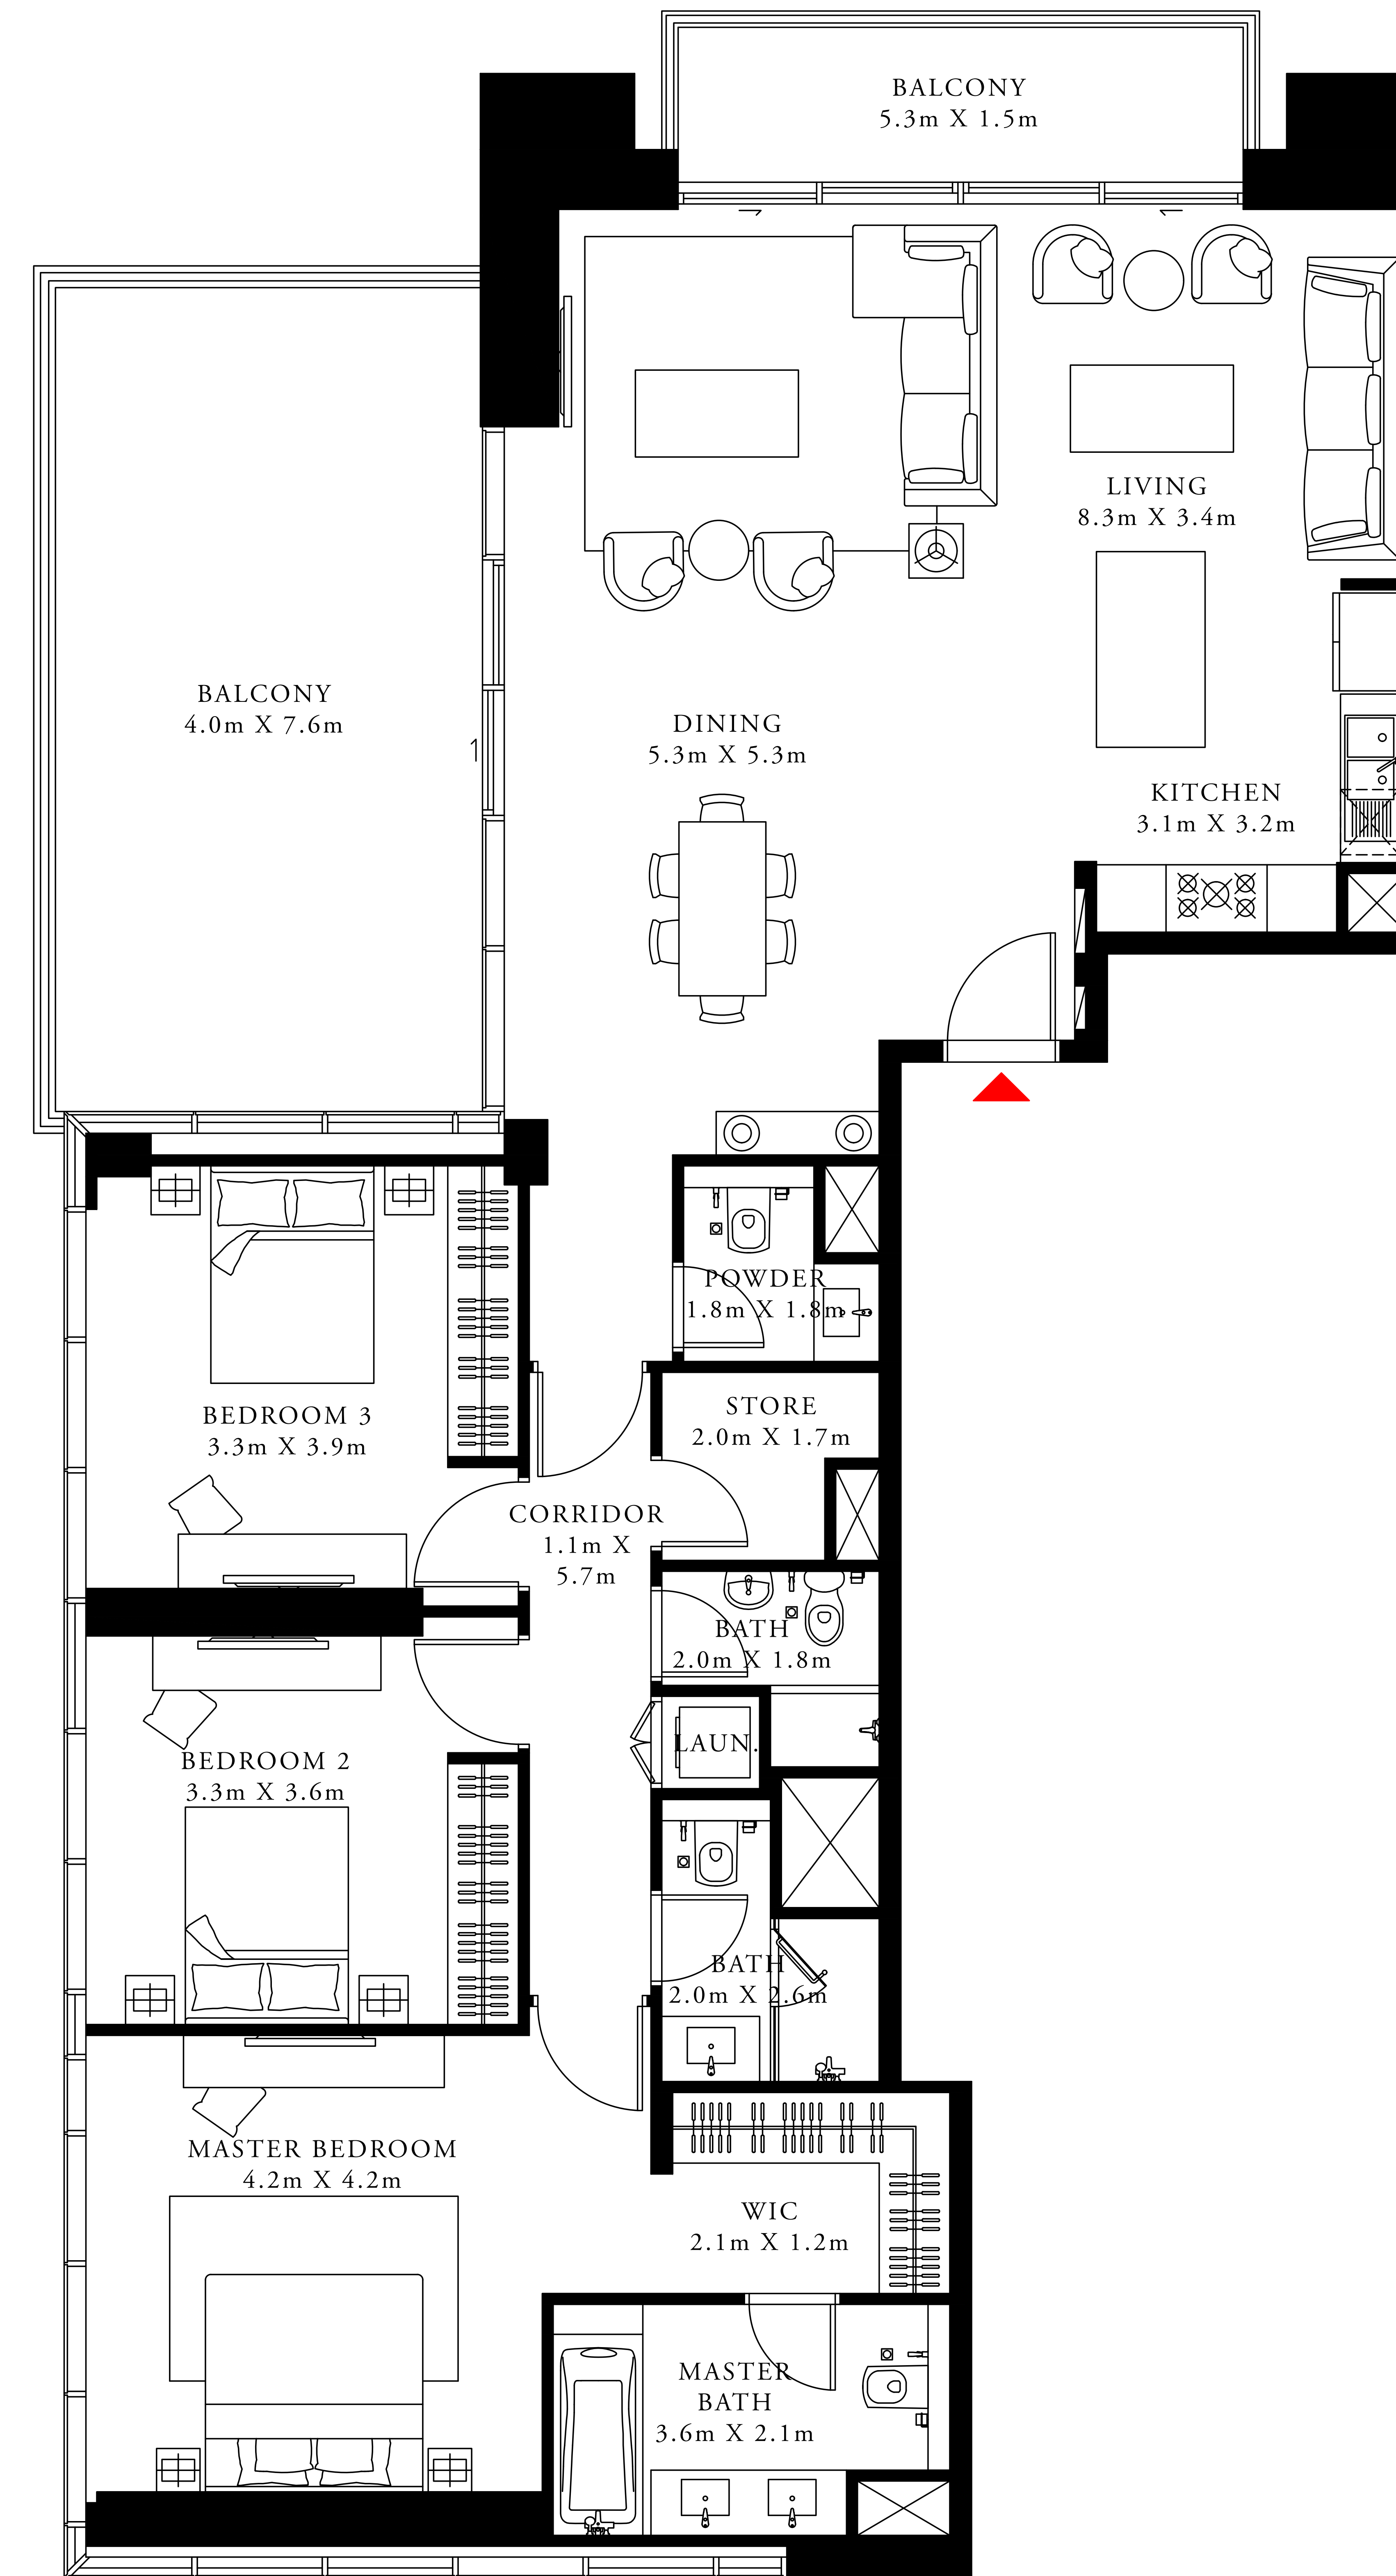 BALCONY
5.3m X 1.5m
LIVING
8.3m X 3.4m
BALCONY
4.0m X 7.6m
DINING
5.3m X 5.3m
KITCHEN
3.1m X 3.2m
POWDER
1.8m X 1.8m
BEDROOM 3
3.3m X 3.9m
STORE
2.0m X 1.7m
CORRIDOR
1.1m X
5.7m
BATH
2.0m X 1.8m
LAUN.
BEDROOM 2
3.3m X 3.6m
BATH
2.0m X 2.6m
MASTER BEDROOM
4.2m X 4.2m
WIC
2.1m X 1.2m
MASTER
BATH
3.6m X 2.1m